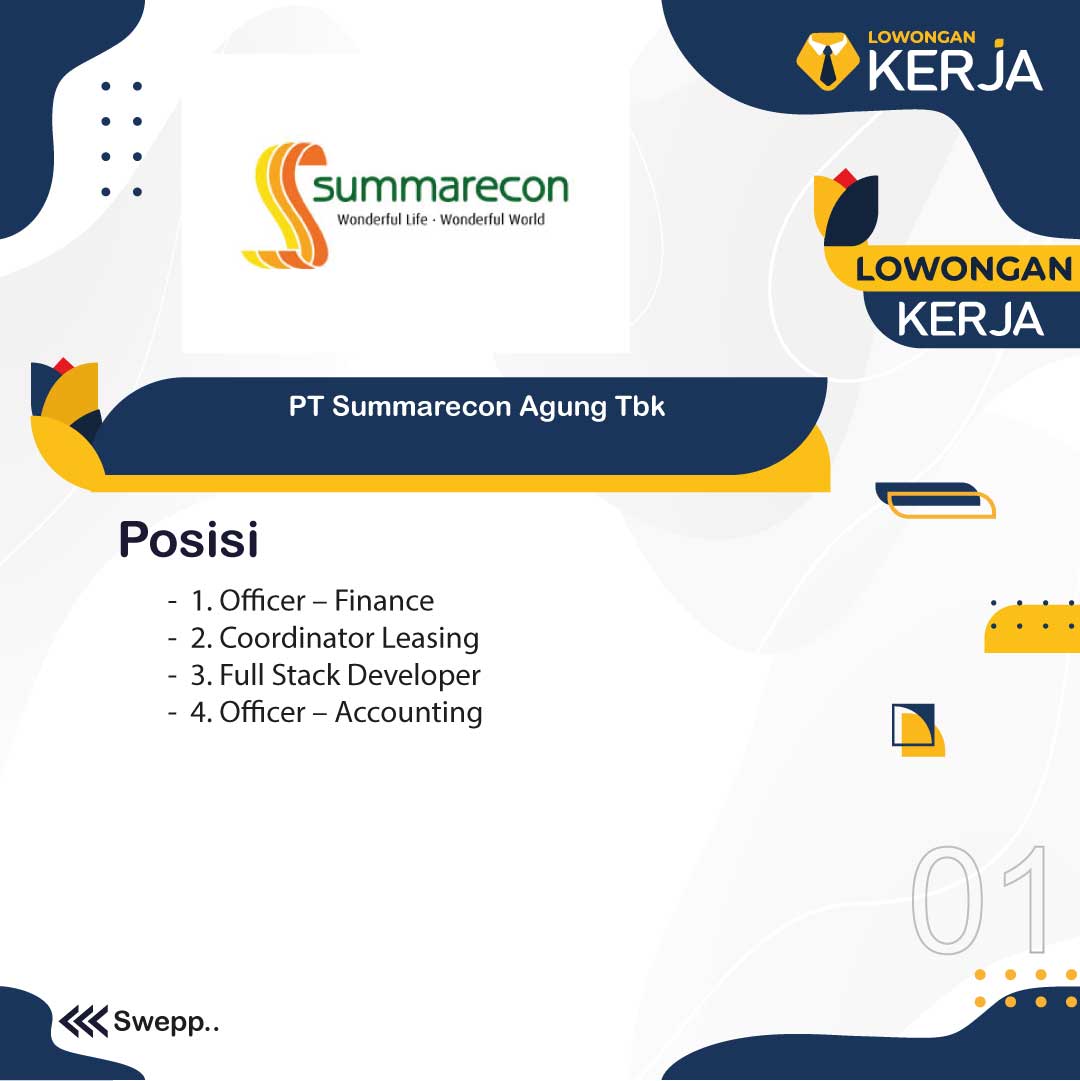 LOWONGAN
KERJA
summarecon
Wonderful Life · Wonderful World
LOWONGAN
KERJA
PT Summarecon Agung Tbk
Posisi
- 1. Officer – Finance
- 2. Coordinator Leasing
- 3. Full Stack Developer
- 4. Officer – Accounting
01
Swepp..